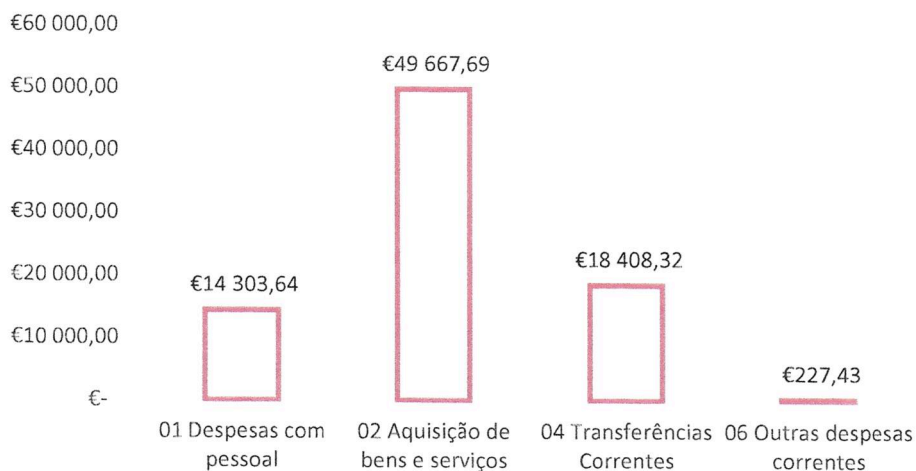 €60 000,00
€50 000,00
€40 000,00
€30 000,00
€20 000,00
€10 000,00
€-
€14 303,64
€49 667,69
€18 408,32
€227,43
01 Despesas com
pessoal
02 Aquisição de
bens e serviços
04 Transferências
Correntes
06 Outras despesas
correntes